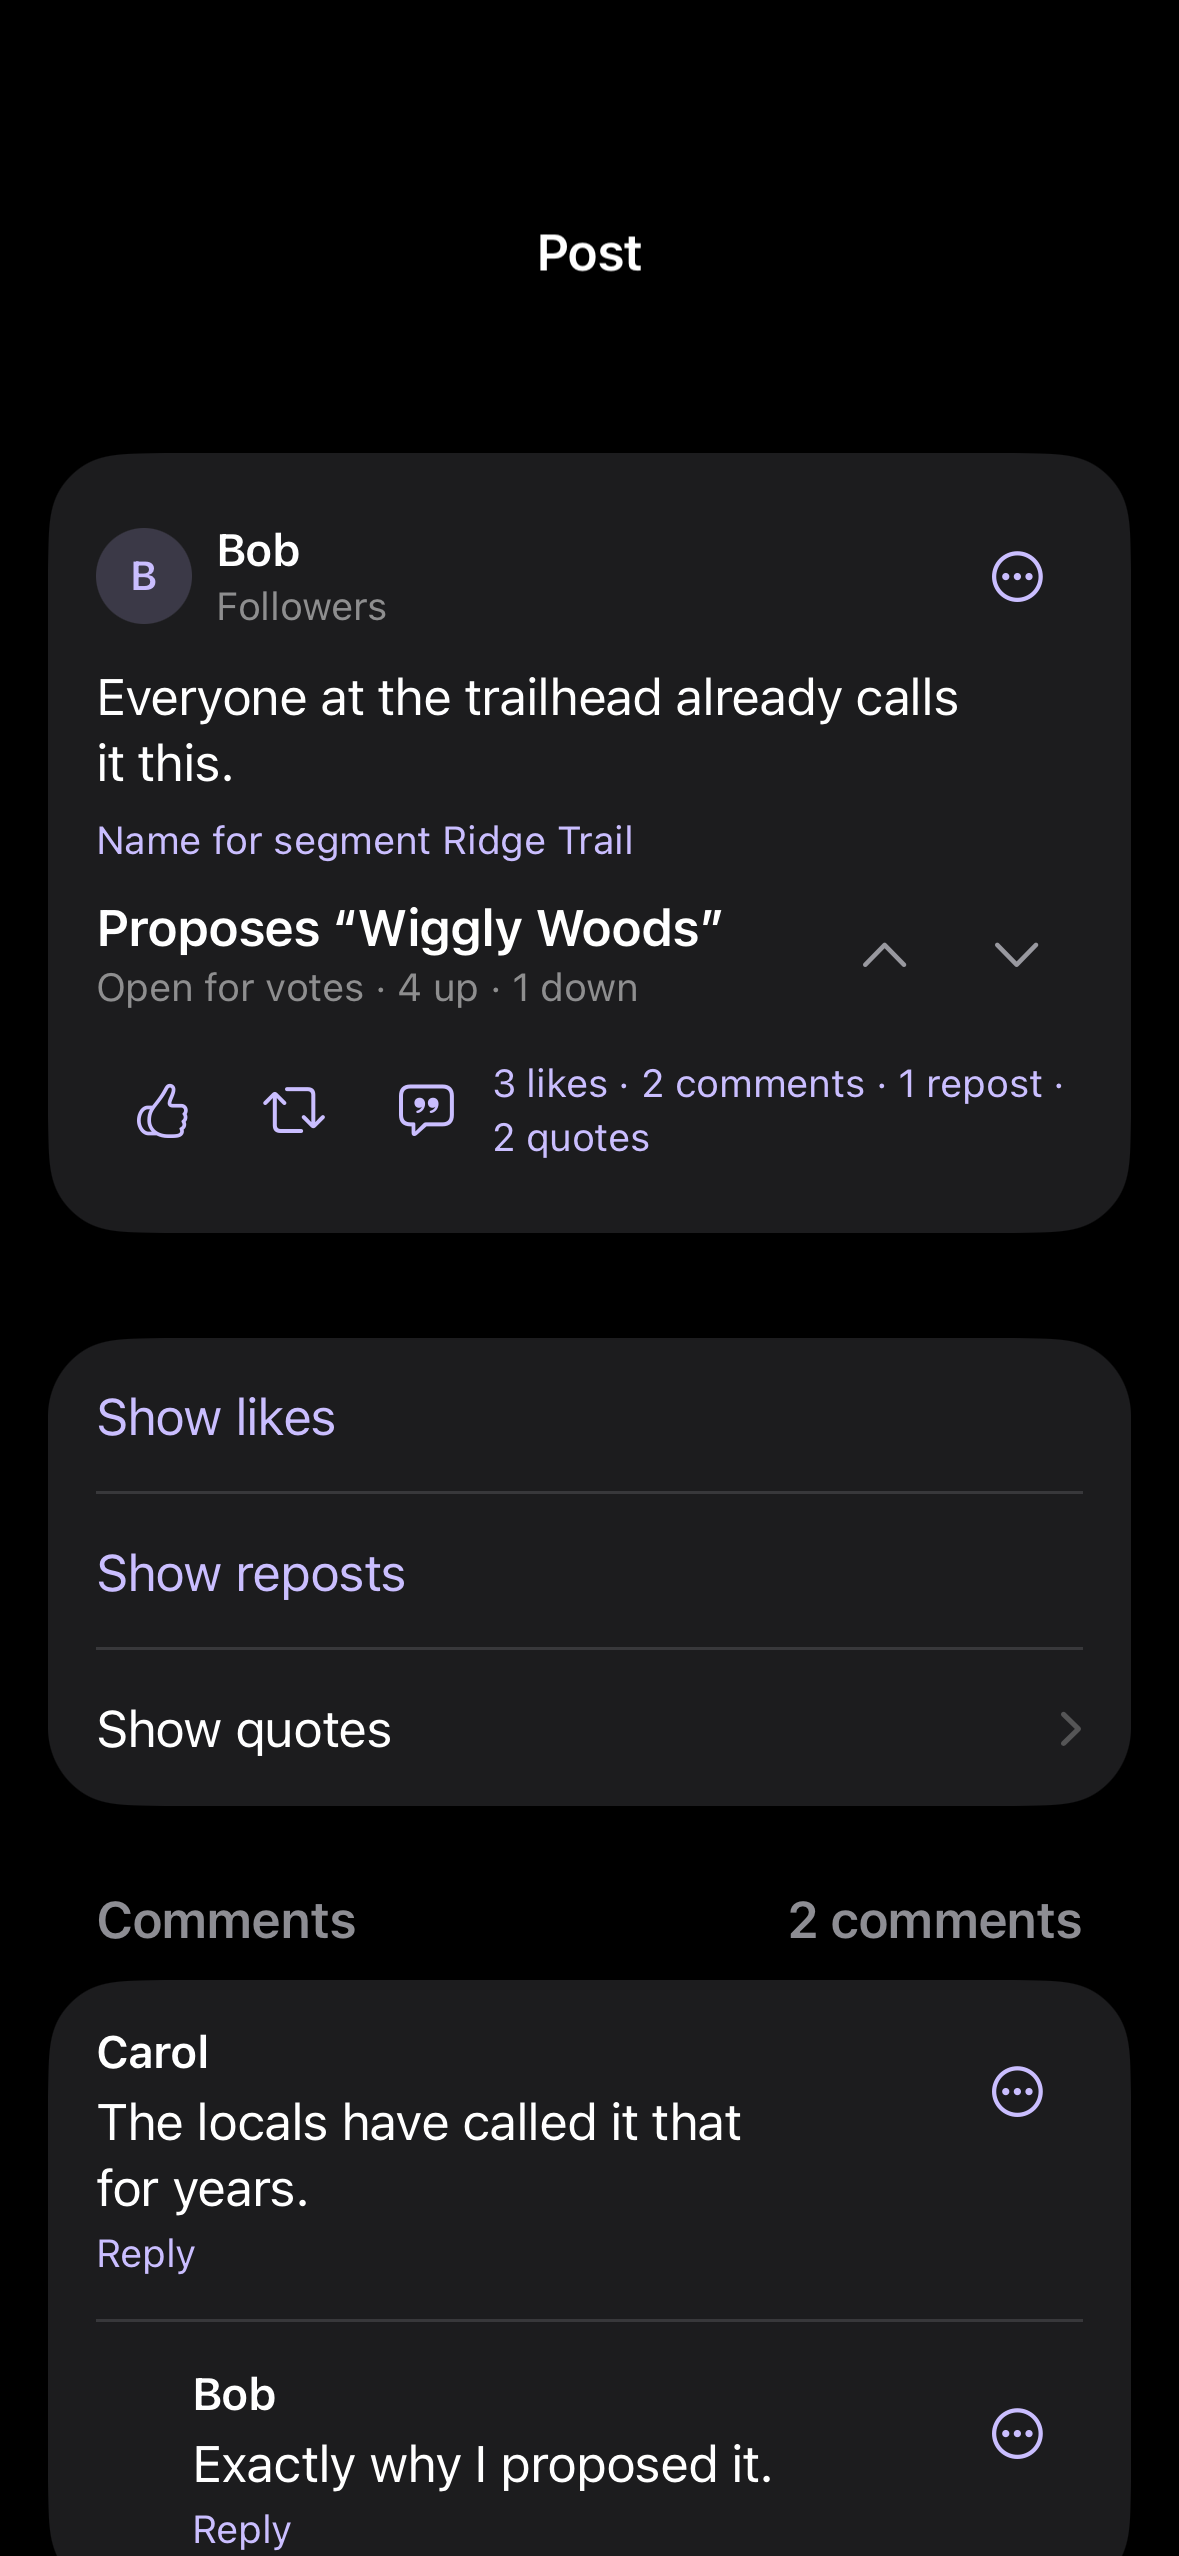 Post
B
Bob
Followers
Everyone at the trailhead already calls
it this.
Name for segment Ridge Trail
Proposes “Wiggly Woods”
Open for votes · 4 up · 1 down
3 likes · 2 comments · 1 repost ·
2 quotes
Show likes
Show reposts
Show quotes
Comments
2 comments
Carol
The locals have called it that
for years.
Reply
Bob
Exactly why I proposed it.
Reply